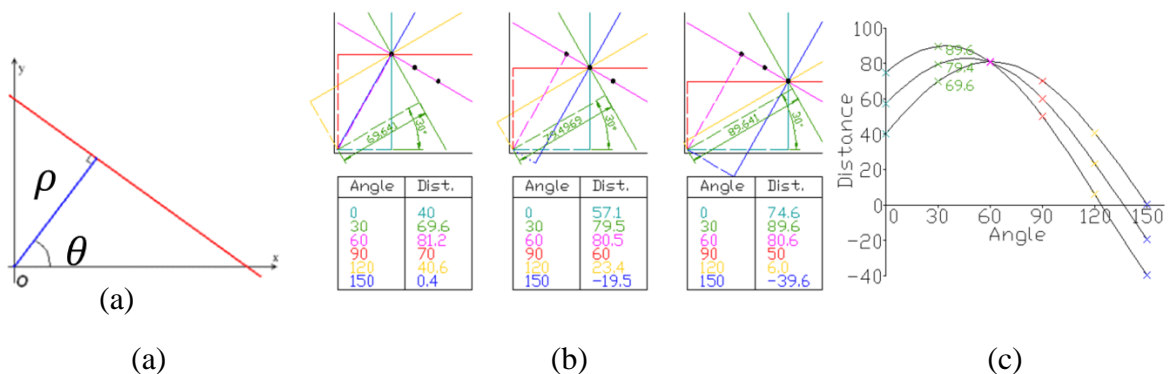 y
ρ
θ
x
O
(a)
69.641
30°
Angle Dist.
0 40
30 69.6
60 81.2
90 70
120 40.6
150 0.4
30°
Angle Dist.
0 57.1
30 79.5
60 80.5
90 60
120 23.4
150 -19.5
89.641
30°
Angle Dist.
0 74.6
30 89.6
60 80.6
90 50
120 6.0
150 -39.6
100
80
60
40
20
0
-20
-40
Distance
89.6
79.4
69.6
0 30 60 90 120 150
Angle
(a) (b) (c)